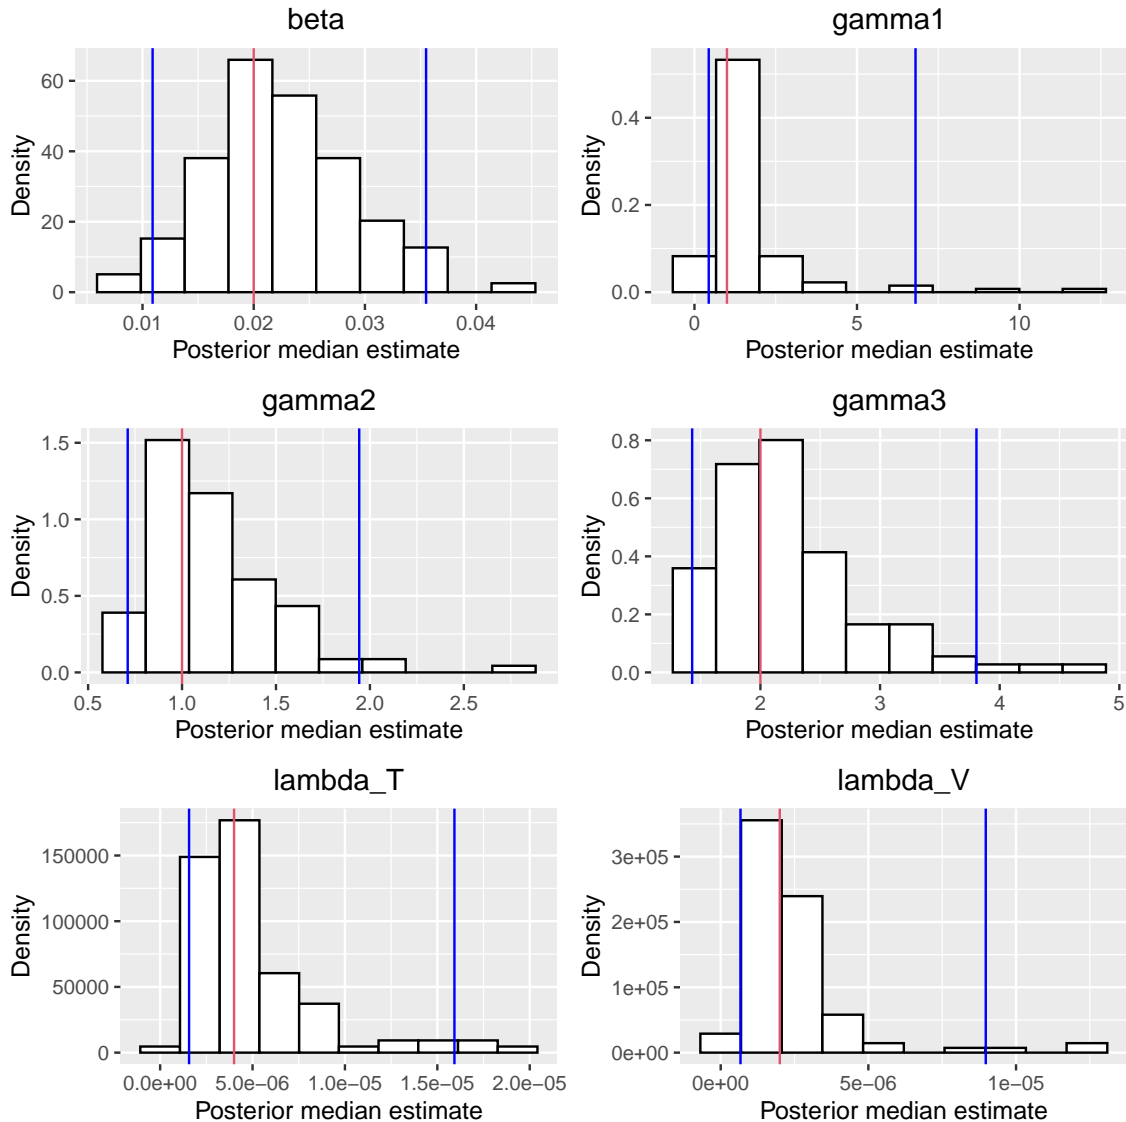 beta
60
40
20
0
Density
0.01 0.02 0.03 0.04
Posterior median estimate
gamma1
0.4
0.2
0.0
Density
0 5 10
Posterior median estimate
gamma2
1.5
1.0
0.5
0.0
Density
0.5 1.0 1.5 2.0 2.5
Posterior median estimate
gamma3
0.8
0.6
0.4
0.2
0.0
Density
2 3 4 5
Posterior median estimate
lambda_T
150000
100000
50000
0
Density
0.0e+00 5.0e−06 1.0e−05 1.5e−05 2.0e−05
Posterior median estimate
lambda_V
3e+05
2e+05
1e+05
0e+00
Density
0e+00 5e−06 1e−05
Posterior median estimate